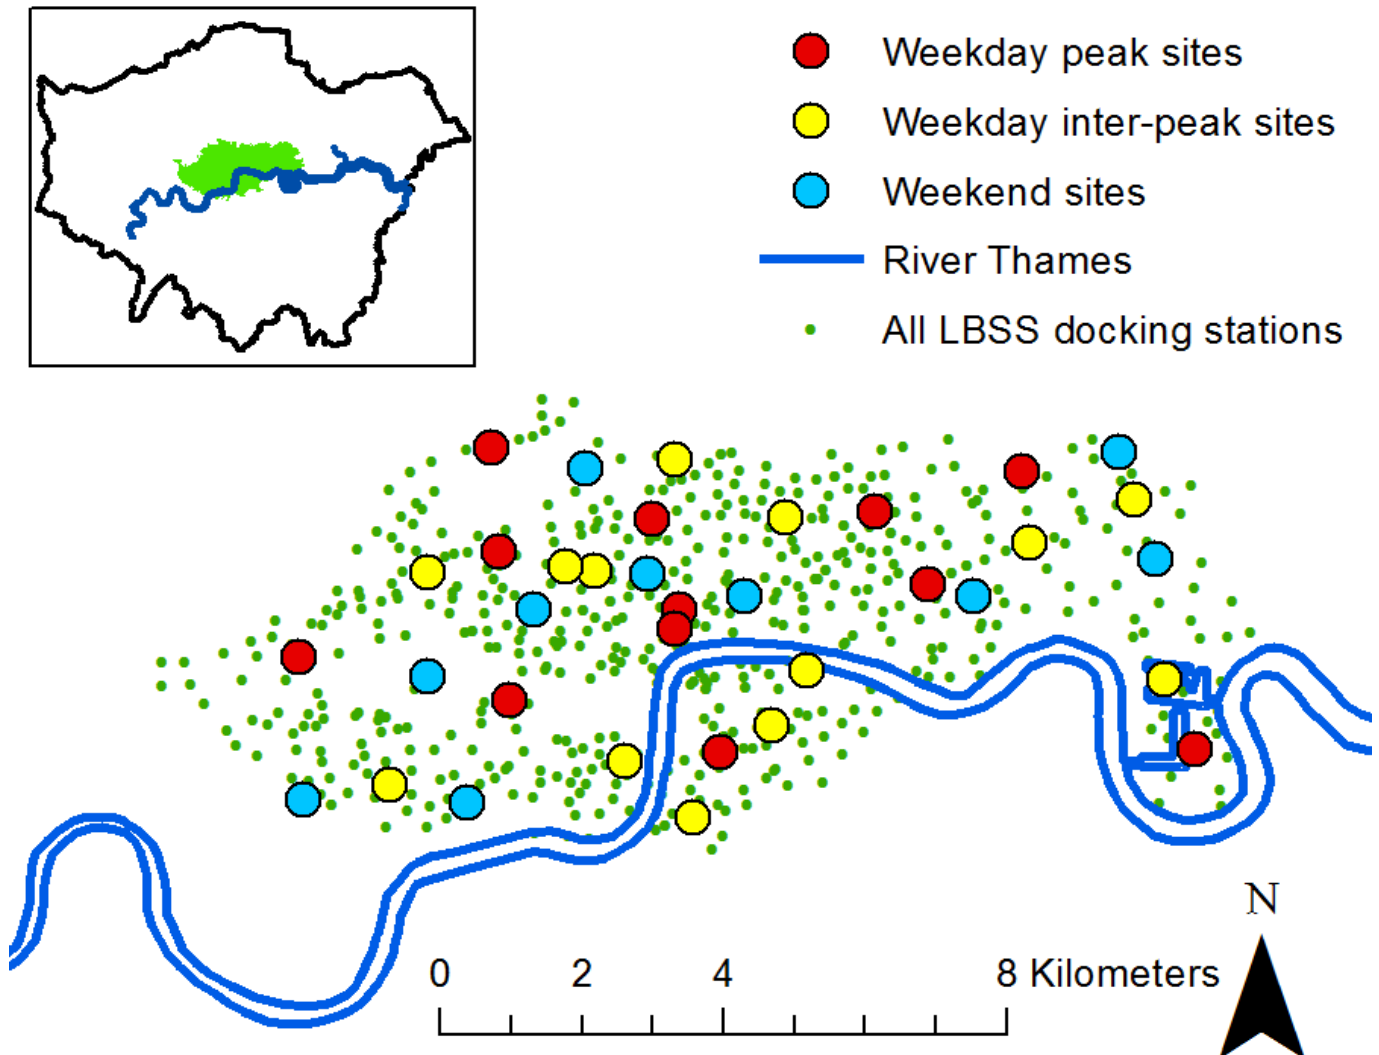 Weekday peak sites
Weekday inter-peak sites
Weekend sites
River Thames
All LBSS docking stations
N
0 2 4 8 Kilometers